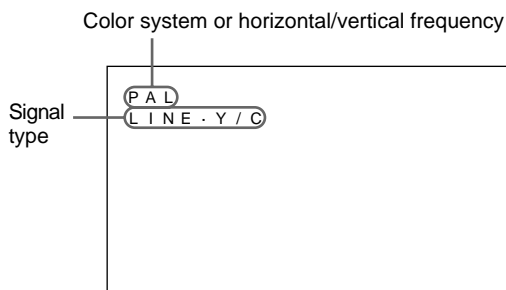 Color system or horizontal/vertical frequency
PAL
Signal
type
LINE·Y/C